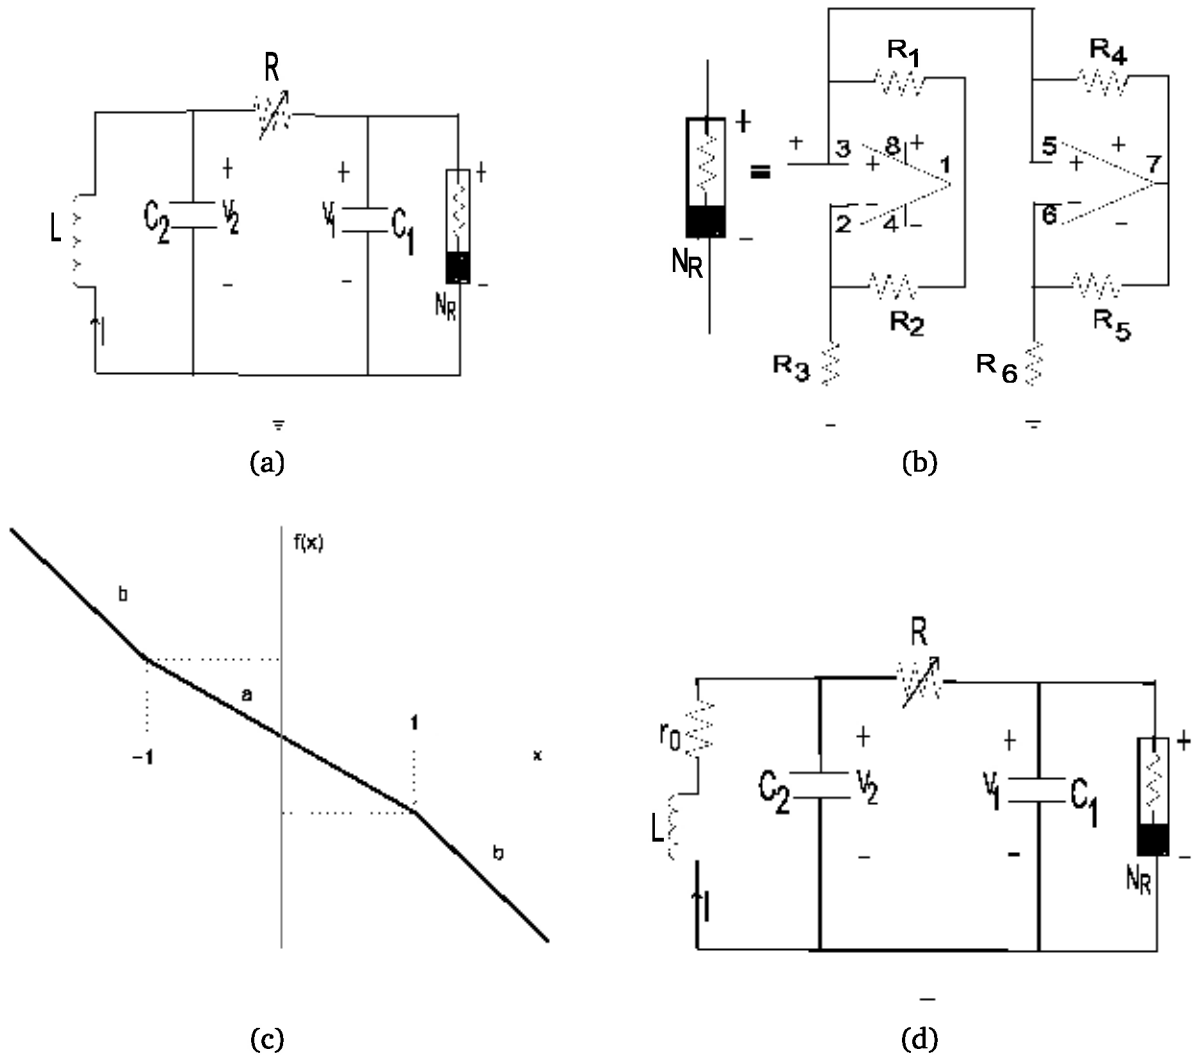 R
L
C2
+
V2
−
+
V1
−
C1
+
NR
−
I
(a)
+
NR
−
=
R1
R4
+
3
+
8
+
1
2
−
4
−
5
+
+
7
6
−
−
R2
R5
R3
R6
(b)
f(x)
b
a
−1
1
x
b
(c)
R
r0
L
C2
+
V2
−
+
V1
−
C1
+
NR
−
I
(d)